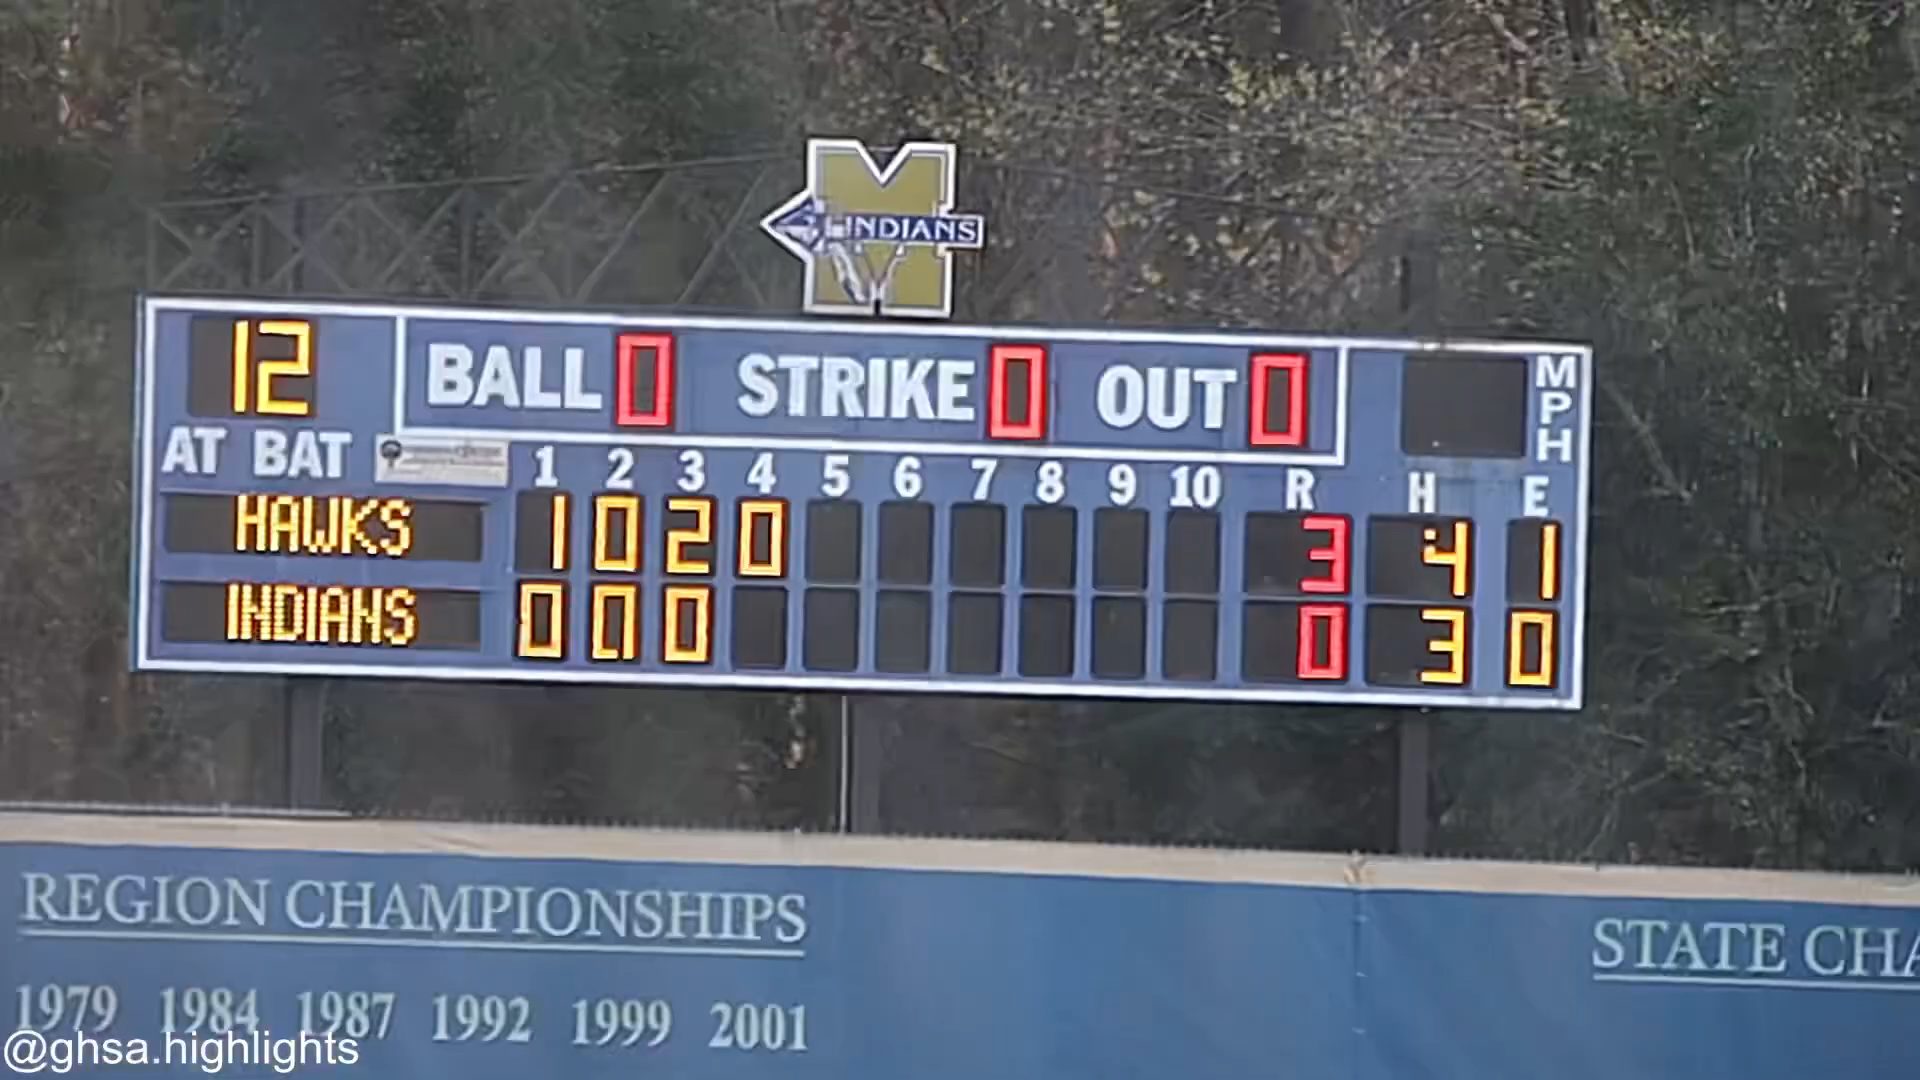 INDIANS
12 BALL 0 STRIKE 0 OUT 0 MPH
AT BAT 1 2 3 4 5 6 7 8 9 10 R H E
HAWKS 1 0 2 0 3 4 1
INDIANS 0 0 0 0 3 0
REGION CHAMPIONSHIPS
STATE CHA
1979 1984 1987 1992 1999 2001
@ghsa.highlights